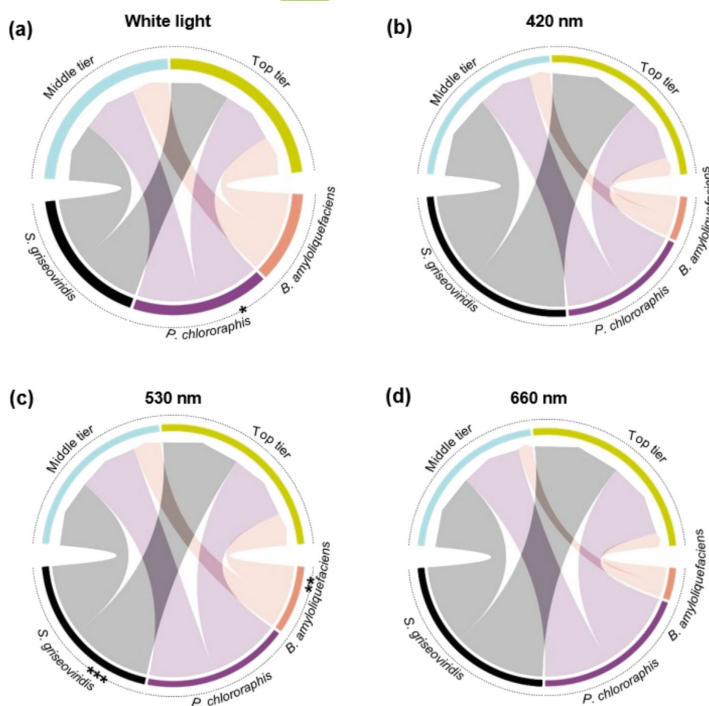 (a)
White light
Middle tier
Top tier
S. griseoviridis
P. chlororaphis
*
B. amyloliquefaciens
(b)
420 nm
Middle tier
Top tier
S. griseoviridis
P. chlororaphis
B. amyloliquefaciens
(c)
530 nm
Middle tier
Top tier
S. griseoviridis
***
P. chlororaphis
B. amyloliquefaciens
**
(d)
660 nm
Middle tier
Top tier
S. griseoviridis
P. chlororaphis
B. amyloliquefaciens